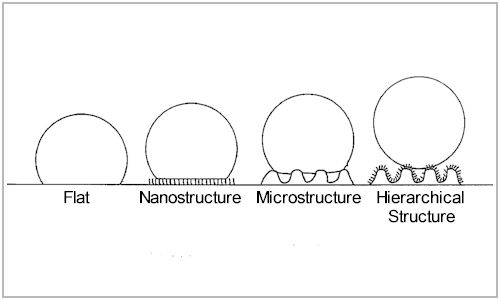 Flat
Nanostructure
Microstructure
Hierarchical
Structure